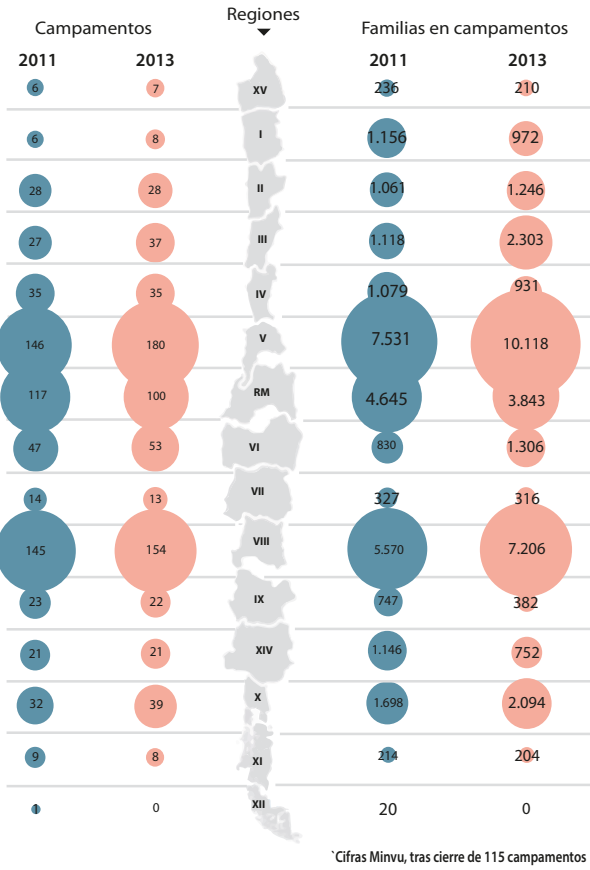 Campamentos Regiones Familias en campamentos
2011 2013 2011 2013
6 7 XV 236 210
6 8 I 1.156 972
28 28 II 1.061 1.246
27 37 III 1.118 2.303
35 35 IV 1.079 931
146 180 V 7.531 10.118
117 100 RM 4.645 3.843
47 53 VI 830 1.306
14 13 VII 327 316
145 154 VIII 5.570 7.206
23 22 IX 747 382
21 21 XIV 1.146 752
32 39 X 1.698 2.094
9 8 XI 214 204
1 0 XII 20 0
`Cifras Minvu, tras cierre de 115 campamentos